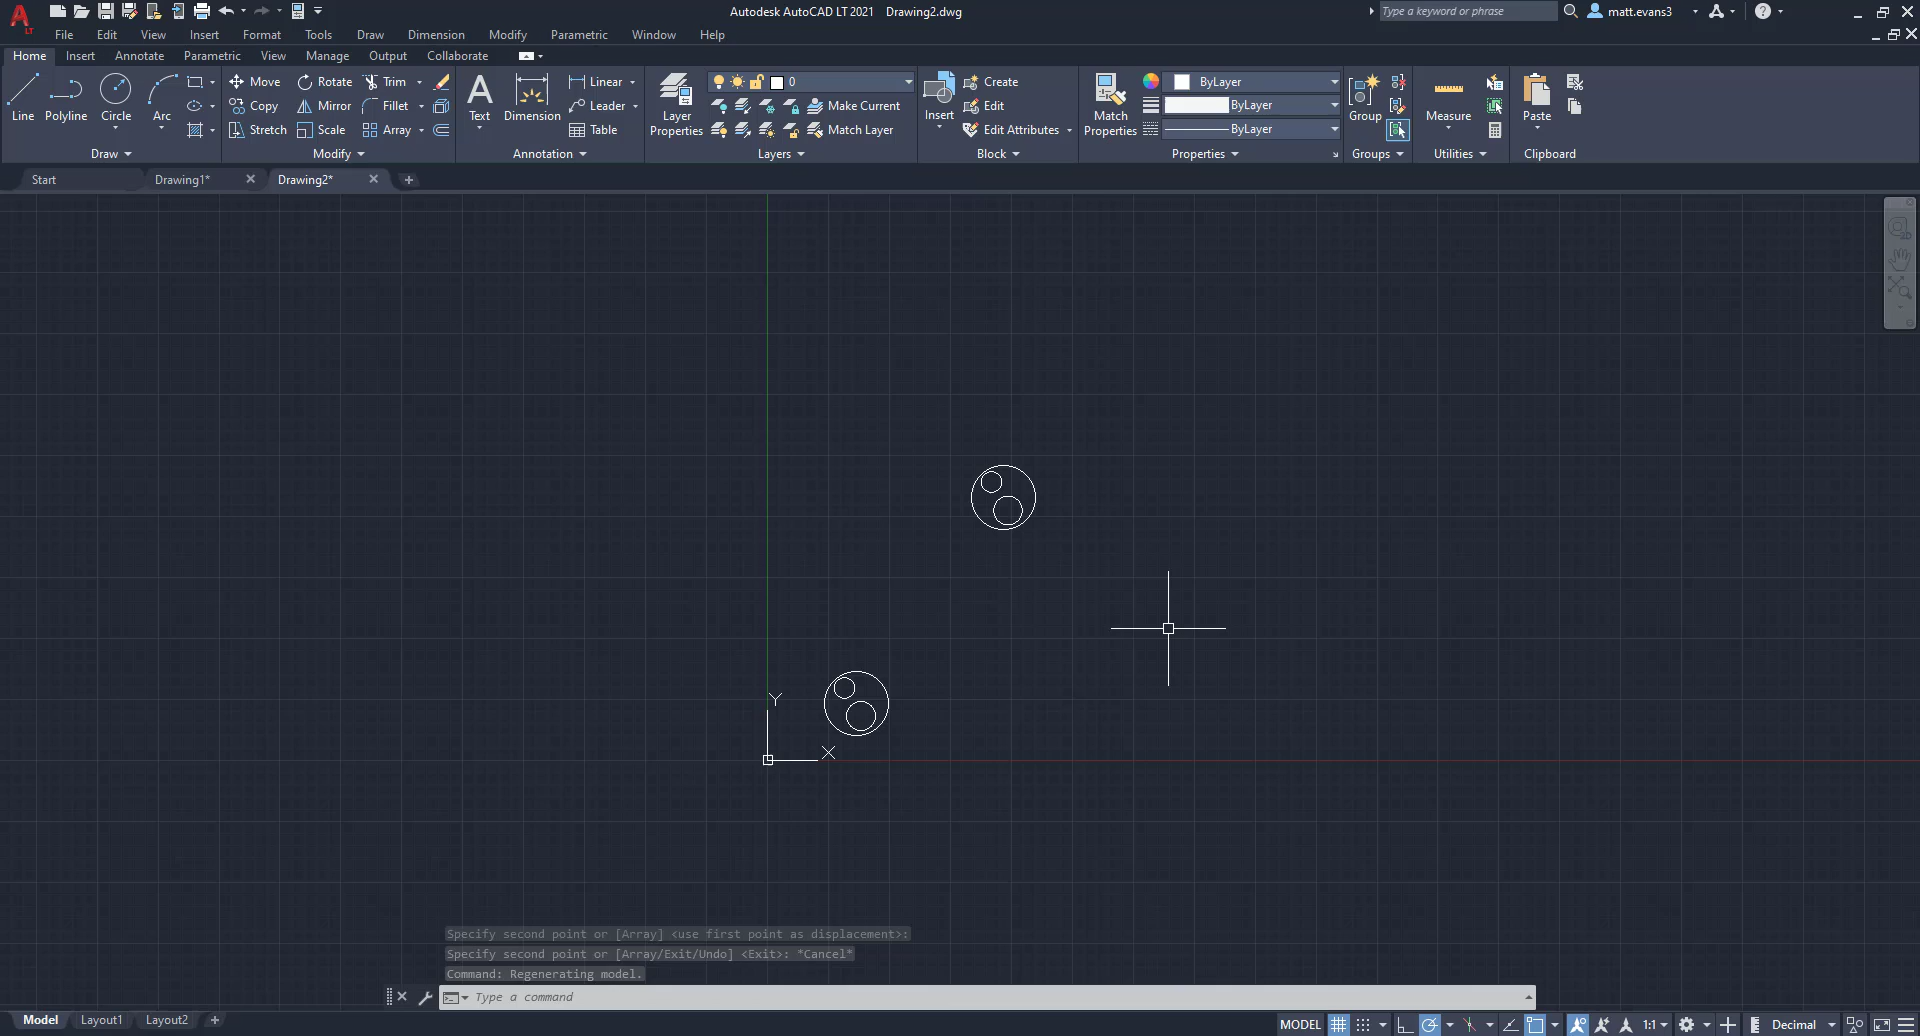 Autodesk AutoCAD LT 2021 Drawing2.dwg
Type a keyword or phrase
matt.evans3
LT
File Edit View Insert Format Tools Draw Dimension Modify Parametric Window Help
Home Insert Annotate Parametric View Manage Output Collaborate
Line Polyline Circle Arc
Move Rotate Trim
Copy Mirror Fillet
Stretch Scale Array
Text Dimension
Linear
Leader
Table
Layer
Properties
0
Make Current
Match Layer
Insert
Create
Edit
Edit Attributes
Match
Properties
ByLayer
ByLayer
ByLayer
Group
Measure
Paste
Draw Modify Annotation Layers Block Properties Groups Utilities Clipboard
Start Drawing1* Drawing2*
2D
Y
X
Specify second point or [Array] <use first point as displacement>:
Specify second point or [Array/Exit/Undo] <Exit>: *Cancel*
Command: Regenerating model.
Type a command
Model Layout1 Layout2
MODEL 1:1 Decimal